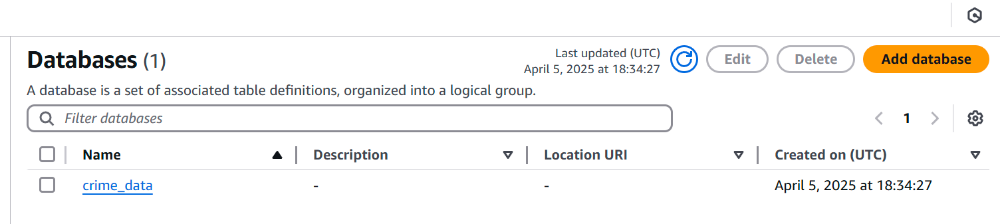 Databases (1)
Last updated (UTC)
April 5, 2025 at 18:34:27
Edit
Delete
Add database
A database is a set of associated table definitions, organized into a logical group.
Filter databases
1
Name
Description
Location URI
Created on (UTC)
crime_data
-
-
April 5, 2025 at 18:34:27